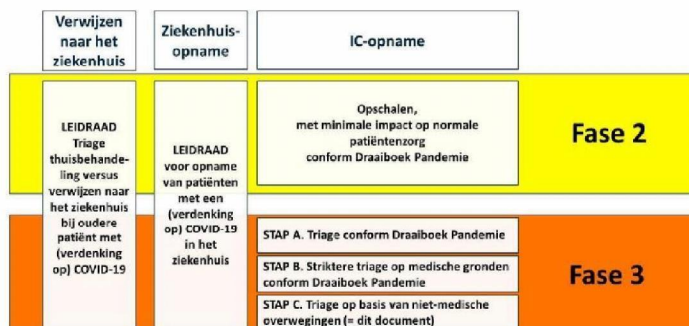 Verwijzen
naar het
ziekenhuis
Ziekenhuis-
opname
IC-opname
LEIDRAAD
Triage
thuisbehande-
ling versus
verwijzen naar
het ziekenhuis
bij oudere
patiënt met
(verdenking
op) COVID-19
LEIDRAAD
voor opname
van patiënten
met een
(verdenking
op) COVID-19
in het
ziekenhuis
Opschalen,
met minimale impact op normale
patiëntenzorg
conform Draaiboek Pandemie
Fase 2
STAP A. Triage conform Draaiboek Pandemie
STAP B. Striktere triage op medische gronden
conform Draaiboek Pandemie
STAP C. Triage op basis van niet-medische
overwegingen (= dit document)
Fase 3